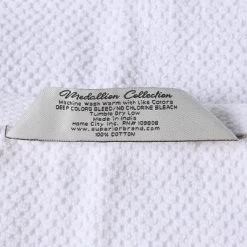 Medallion Collection
Machine Wash Warm with Like Colors
DEEP COLORS BLEED/NO CHLORINE BLEACH
Tumble Dry Low
Made in India
Home City Inc. RN# 109808
www.superiorbrand.com
100% COTTON